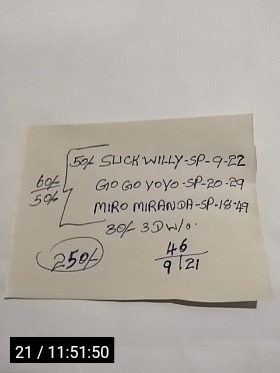 50/- SLICK WILLY-SP-9-22
60/-
50/-
GO GO YOYO-SP-20-29
MIRO MIRANDA-SP-18-49
30/- 3D W/O.
250/-
46
9 21
21 / 11:51:50